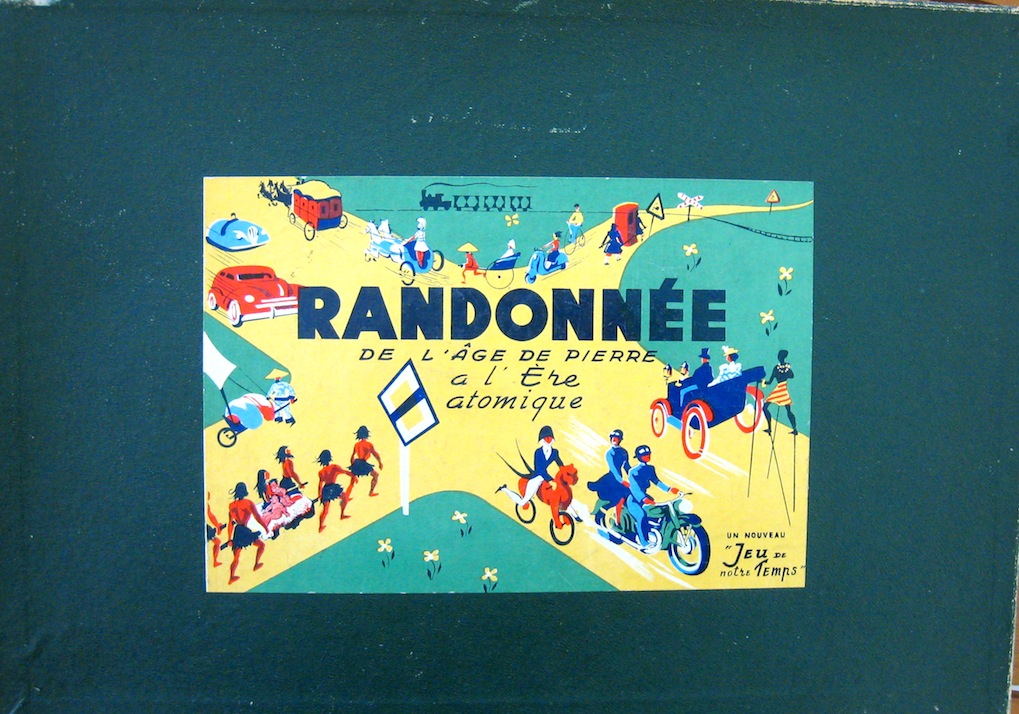 RANDONNÉE
DE L'ÂGE DE PIERRE
a l'Ère
atomique
UN NOUVEAU
"JEU DE
notre Temps"